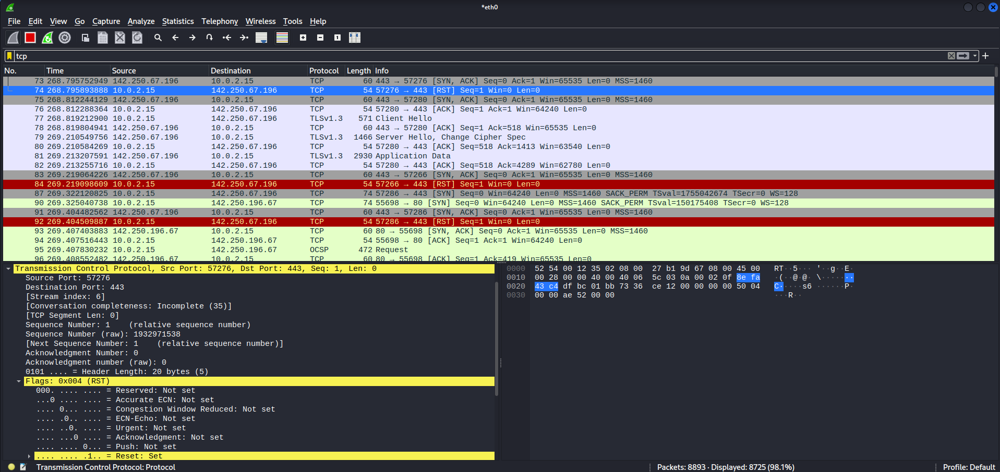 *eth0
File Edit View Go Capture Analyze Statistics Telephony Wireless Tools Help
tcp
No. Time Source Destination Protocol Length Info
73 268.795752949 142.250.67.196 10.0.2.15 TCP 60 443 → 57276 [SYN, ACK] Seq=0 Ack=1 Win=65535 Len=0 MSS=1460
74 268.795893888 10.0.2.15 142.250.67.196 TCP 54 57276 → 443 [RST] Seq=1 Win=0 Len=0
75 268.812244129 142.250.67.196 10.0.2.15 TCP 60 443 → 57280 [SYN, ACK] Seq=0 Ack=1 Win=65535 Len=0 MSS=1460
76 268.812288364 10.0.2.15 142.250.67.196 TCP 54 57280 → 443 [ACK] Seq=1 Ack=1 Win=64240 Len=0
77 268.819212900 10.0.2.15 142.250.67.196 TLSv1.3 571 Client Hello
78 268.819804941 142.250.67.196 10.0.2.15 TCP 60 443 → 57280 [ACK] Seq=1 Ack=518 Win=65535 Len=0
79 269.210549756 142.250.67.196 10.0.2.15 TLSv1.3 1466 Server Hello, Change Cipher Spec
80 269.210584269 10.0.2.15 142.250.67.196 TCP 54 57280 → 443 [ACK] Seq=518 Ack=1413 Win=63540 Len=0
81 269.213207591 142.250.67.196 10.0.2.15 TLSv1.3 2930 Application Data
82 269.213255716 10.0.2.15 142.250.67.196 TCP 54 57280 → 443 [ACK] Seq=518 Ack=4289 Win=62780 Len=0
83 269.219064226 142.250.67.196 10.0.2.15 TCP 60 443 → 57266 [SYN, ACK] Seq=0 Ack=1 Win=65535 Len=0 MSS=1460
84 269.219098609 10.0.2.15 142.250.67.196 TCP 54 57266 → 443 [RST] Seq=1 Win=0 Len=0
87 269.322120825 10.0.2.15 142.250.67.196 TCP 74 57286 → 443 [SYN] Seq=0 Win=64240 Len=0 MSS=1460 SACK_PERM TSval=1755042674 TSecr=0 WS=128
90 269.325040738 10.0.2.15 142.250.196.67 TCP 74 55698 → 80 [SYN] Seq=0 Win=64240 Len=0 MSS=1460 SACK_PERM TSval=150175408 TSecr=0 WS=128
91 269.404482562 142.250.67.196 10.0.2.15 TCP 60 443 → 57286 [SYN, ACK] Seq=0 Ack=1 Win=65535 Len=0 MSS=1460
92 269.404509887 10.0.2.15 142.250.67.196 TCP 54 57286 → 443 [RST] Seq=1 Win=0 Len=0
93 269.407403883 142.250.196.67 10.0.2.15 TCP 60 80 → 55698 [SYN, ACK] Seq=0 Ack=1 Win=65535 Len=0 MSS=1460
94 269.407516443 10.0.2.15 142.250.196.67 TCP 54 55698 → 80 [ACK] Seq=1 Ack=1 Win=64240 Len=0
95 269.407830232 10.0.2.15 142.250.196.67 OCSP 472 Request
96 269.408552482 142.250.196.67 10.0.2.15 TCP 60 80 → 55698 [ACK] Seq=1 Ack=419 Win=65535 Len=0
Transmission Control Protocol, Src Port: 57276, Dst Port: 443, Seq: 1, Len: 0
Source Port: 57276
Destination Port: 443
[Stream index: 6]
[Conversation completeness: Incomplete (35)]
[TCP Segment Len: 0]
Sequence Number: 1 (relative sequence number)
Sequence Number (raw): 1932971538
[Next Sequence Number: 1 (relative sequence number)]
Acknowledgment Number: 0
Acknowledgment number (raw): 0
0101 .... = Header Length: 20 bytes (5)
Flags: 0x004 (RST)
000. .... .... = Reserved: Not set
...0 .... .... = Accurate ECN: Not set
.... 0... .... = Congestion Window Reduced: Not set
.... .0.. .... = ECN-Echo: Not set
.... ..0. .... = Urgent: Not set
.... ...0 .... = Acknowledgment: Not set
.... .... 0... = Push: Not set
.... .... .1.. = Reset: Set
0000 52 54 00 12 35 02 08 00 27 b1 9d 67 08 00 45 00 RT··5··· '··g··E·
0010 00 28 00 00 40 00 40 06 5c 03 0a 00 02 0f 8e fa ·(··@·@· \·······
0020 43 c4 df bc 01 bb 73 36 ce 12 00 00 00 00 50 04 C·····s6 ······P·
0030 00 00 ae 52 00 00 ···R··
Transmission Control Protocol: Protocol
Packets: 8893 · Displayed: 8725 (98.1%)
Profile: Default